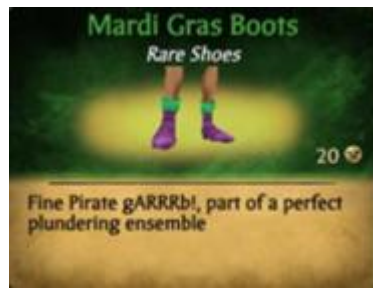 Mardi Gras Boots
Rare Shoes
20
Fine Pirate gARRRb!, part of a perfect
plundering ensemble